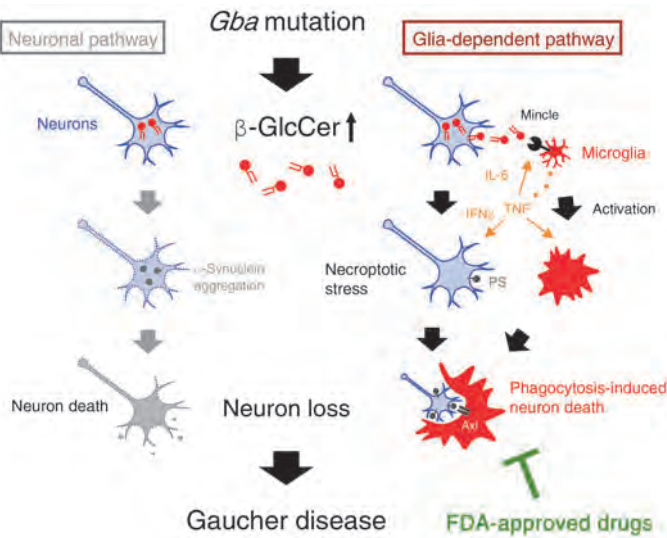 Neuronal pathway
Gba mutation
Glia-dependent pathway
Neurons
β-GlcCer
Mincle
Microglia
IL-6
IFNγ
TNF
Activation
α-Synuclein
aggregation
Necroptotic
stress
PS
Neuron death
Neuron loss
Phagocytosis-induced
neuron death
Axl
Gaucher disease
FDA-approved drugs